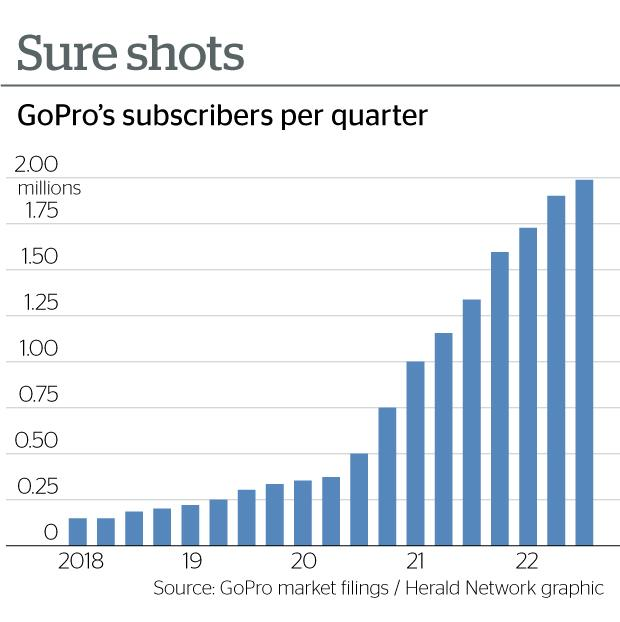 Sure shots
GoPro’s subscribers per quarter
2.00
millions
1.75
1.50
1.25
1.00
0.75
0.50
0.25
0
2018 19 20 21 22
Source: GoPro market filings / Herald Network graphic